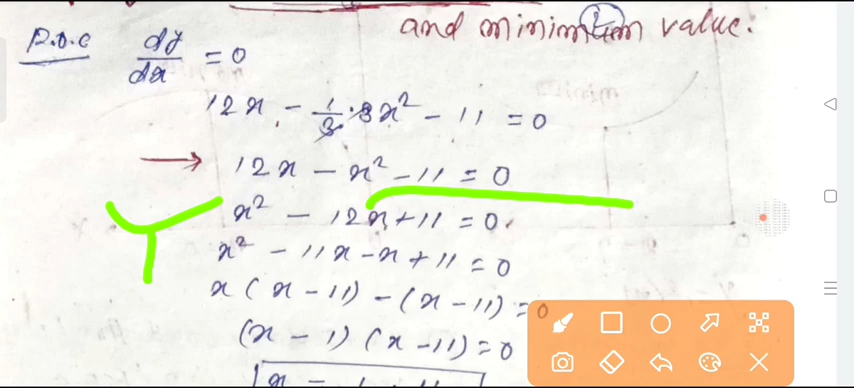 and minimum value.
P.O.C dy/dx = 0
12x - 1/3 · 3x² - 11 = 0
→ 12x - x² - 11 = 0
x² - 12x + 11 = 0
x² - 11x - x + 11 = 0
x (x - 11) - (x - 11) = 0
(x - 1) (x - 11) = 0